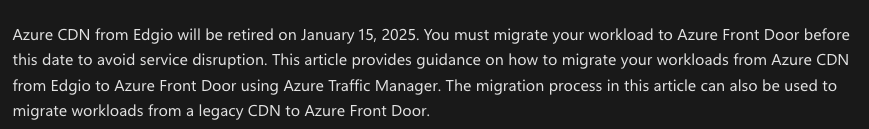 Azure CDN from Edgio will be retired on January 15, 2025. You must migrate your workload to Azure Front Door before
this date to avoid service disruption. This article provides guidance on how to migrate your workloads from Azure CDN
from Edgio to Azure Front Door using Azure Traffic Manager. The migration process in this article can also be used to
migrate workloads from a legacy CDN to Azure Front Door.